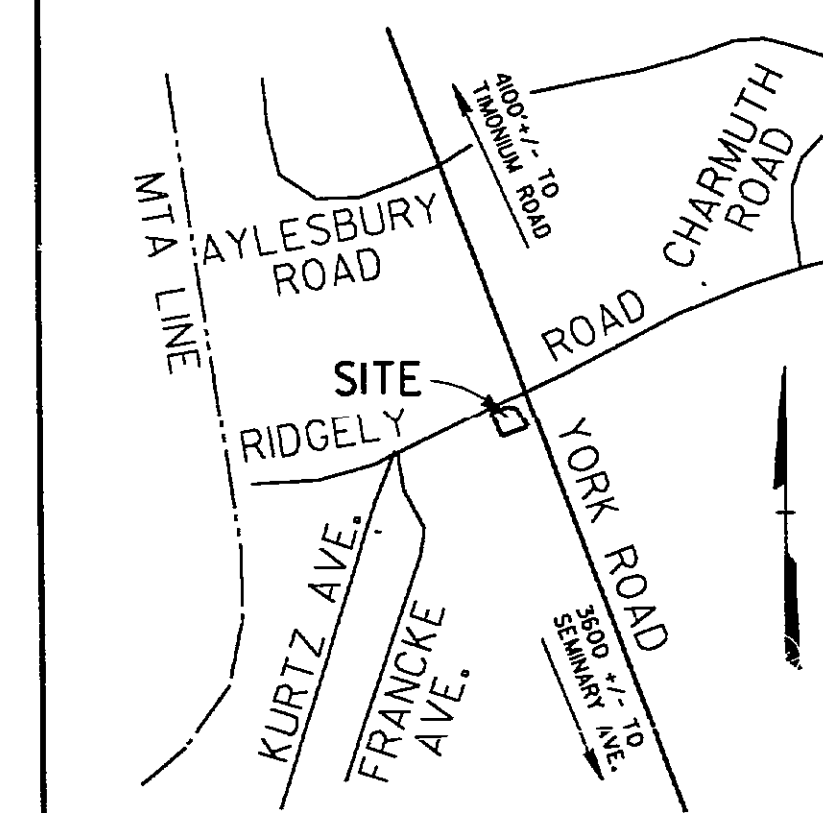 4100'+/- TO
TIMONIUM ROAD
CHARMUTH
ROAD
MTA LINE
AYLESBURY
ROAD
ROAD
SITE
RIDGELY
YORK ROAD
KURTZ AVE.
FRANCKE
AVE.
3600 +/- TO
SEMINARY AVE.